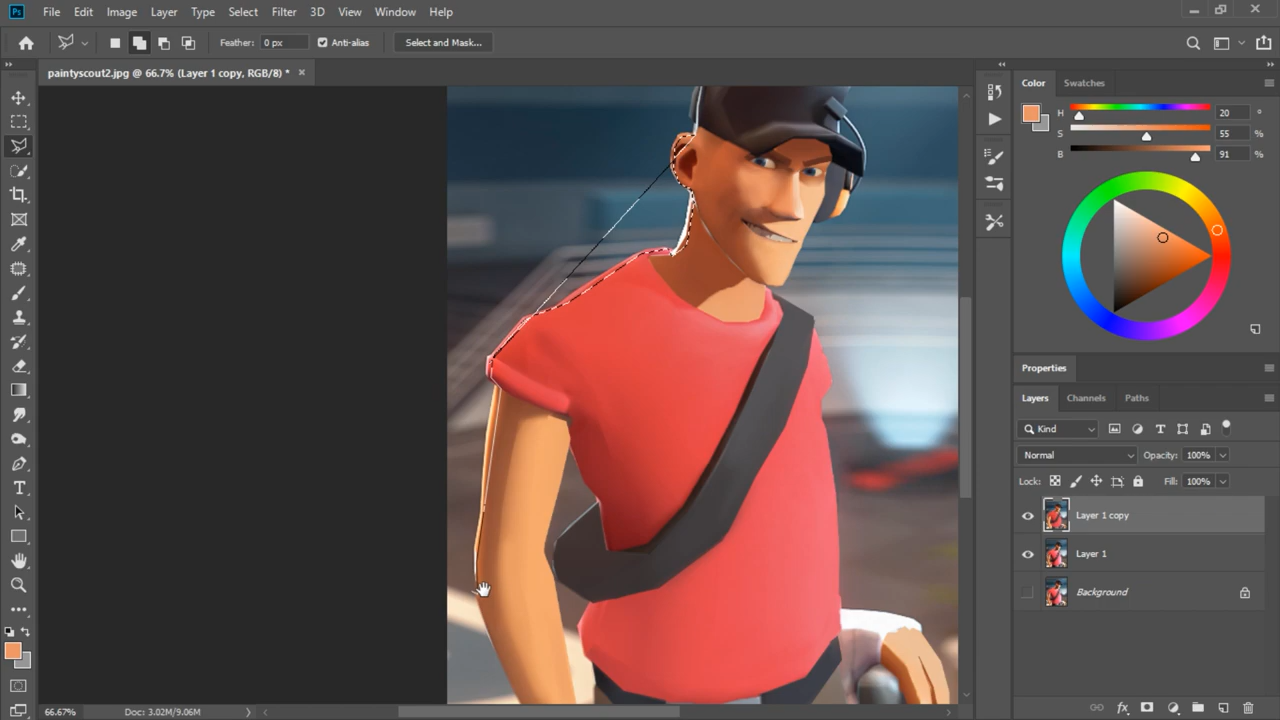 Ps File Edit Image Layer Type Select Filter 3D View Window Help
Feather: 0 px Anti-alias Select and Mask...
paintyscout2.jpg @ 66.7% (Layer 1 copy, RGB/8) *
Color Swatches
H 20 °
S 55 %
B 91 %
Properties
Layers Channels Paths
Kind
Normal Opacity: 100%
Lock: Fill: 100%
Layer 1 copy
Layer 1
Background
66.67% Doc: 3.02M/9.06M